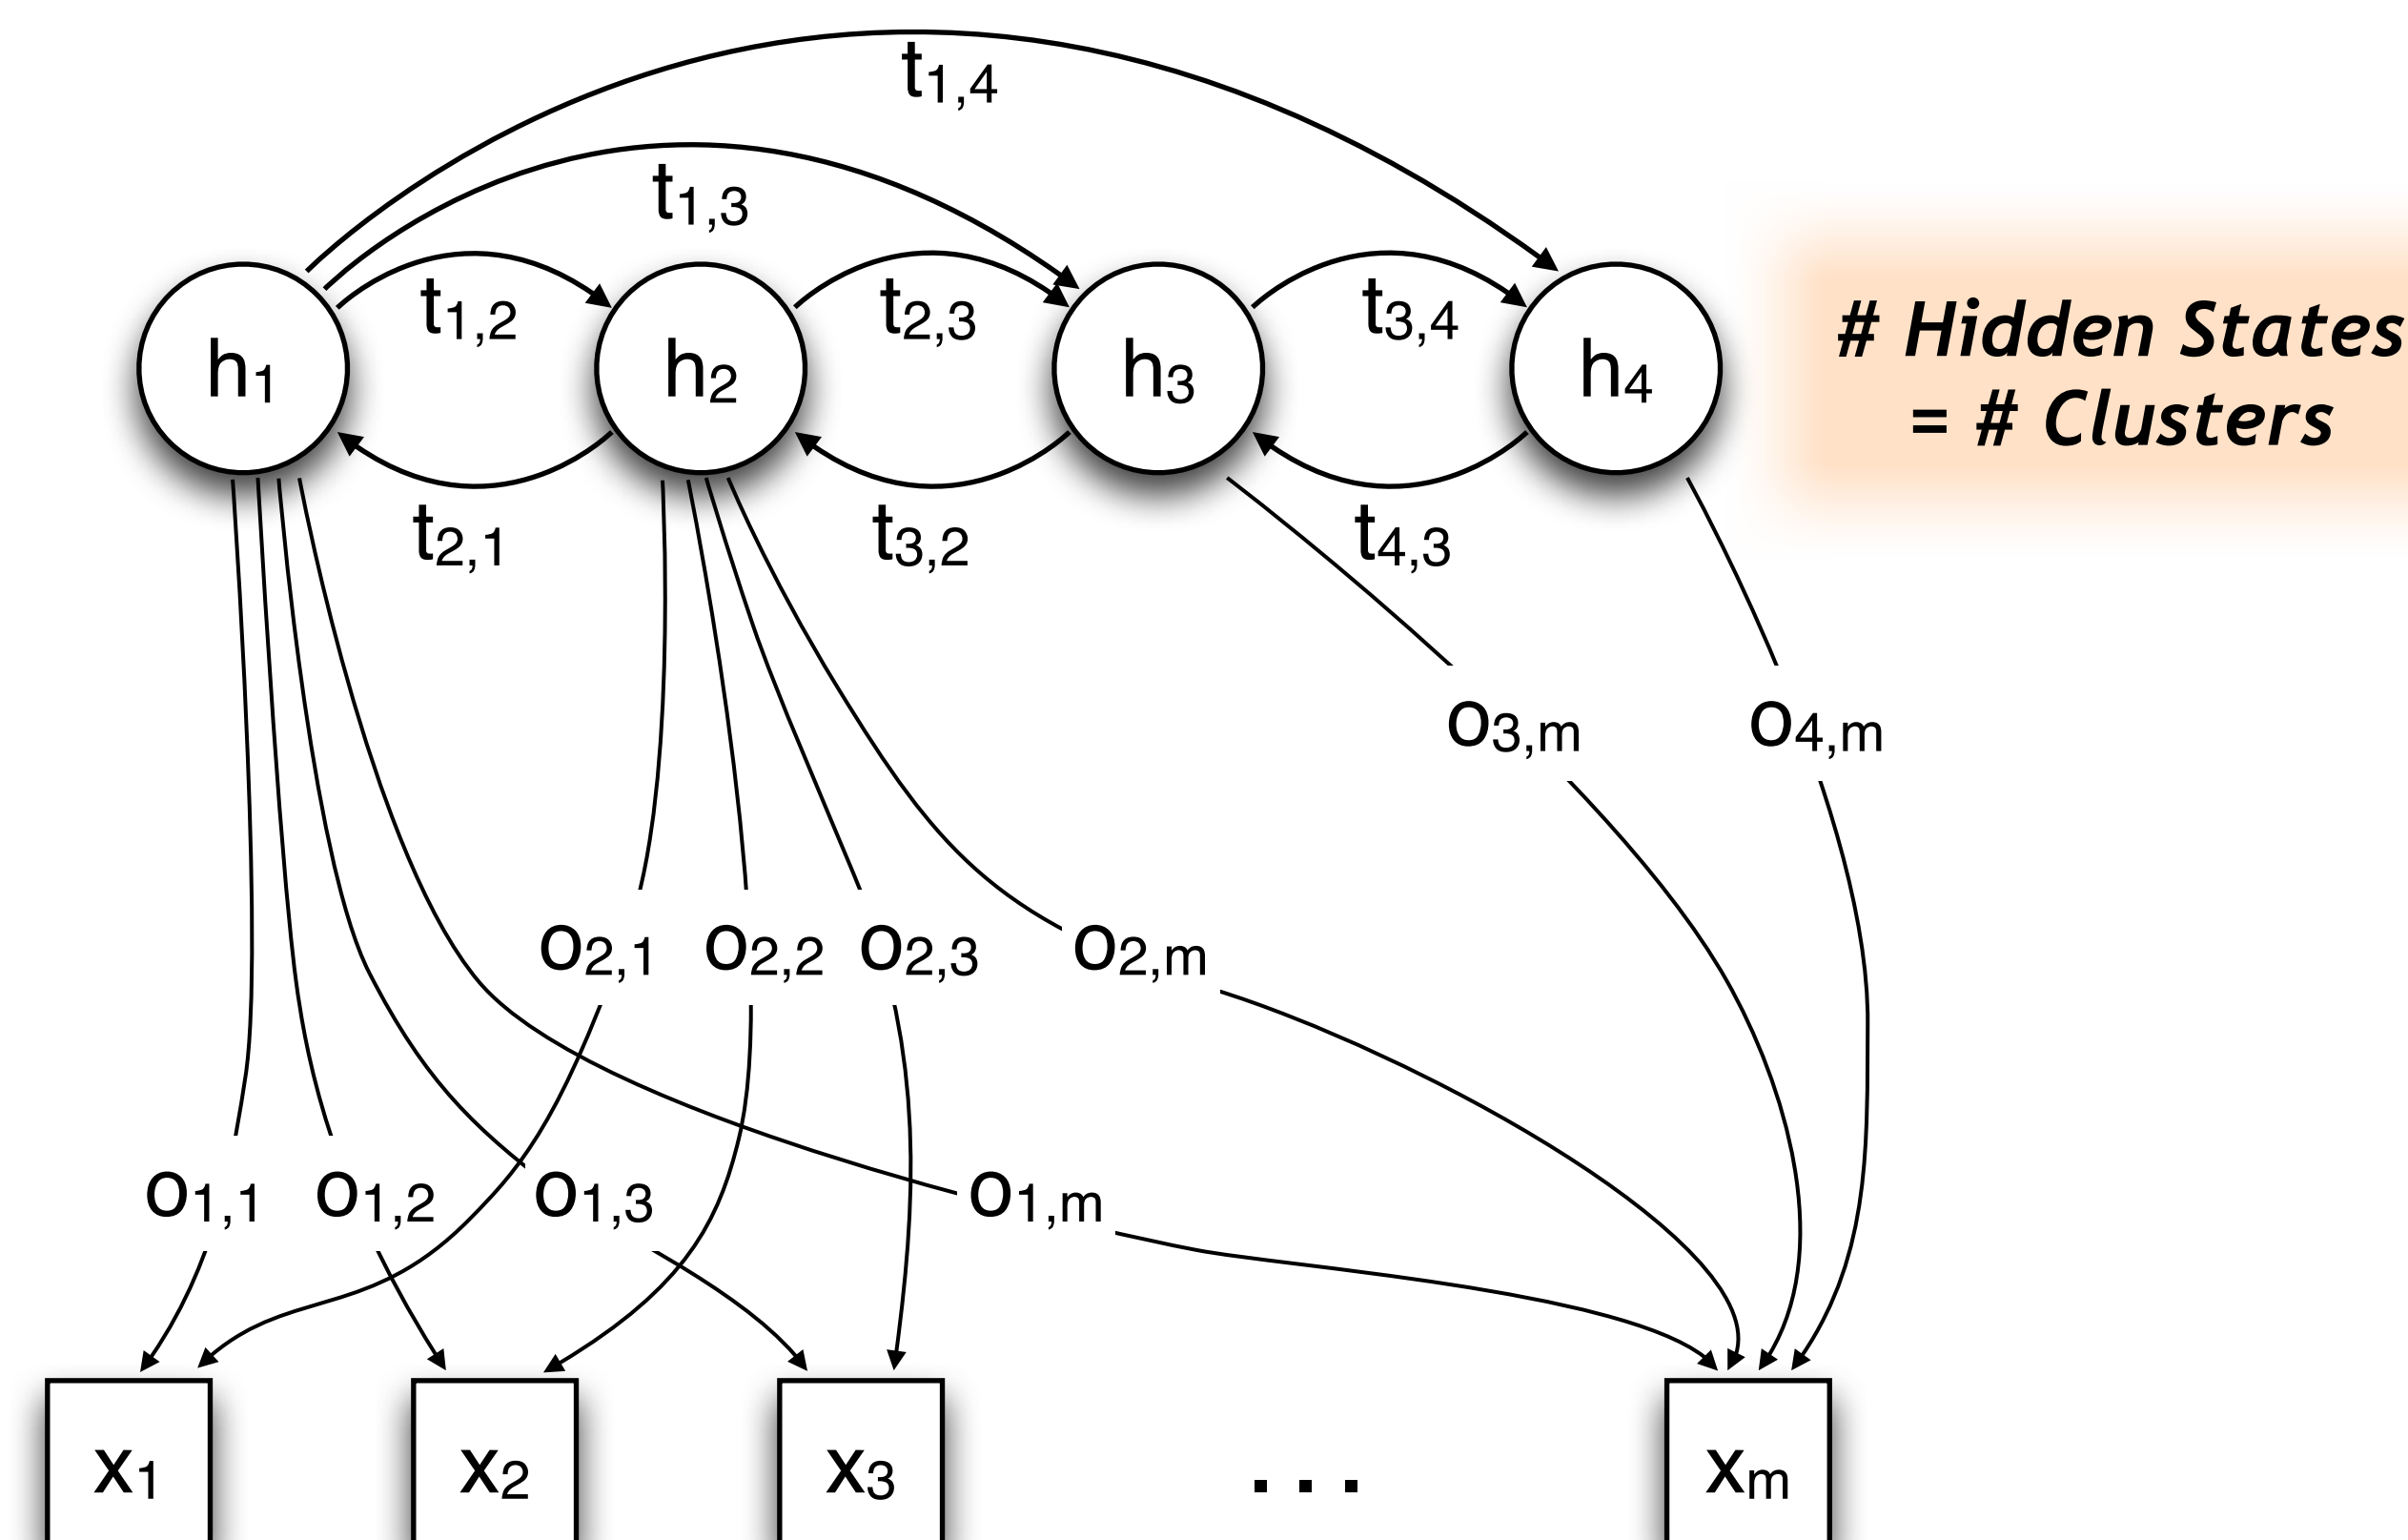 t1,4
t1,3
t1,2
t2,3
t3,4
h1
h2
h3
h4
# Hidden States
= # Clusters
t2,1
t3,2
t4,3
o3,m
o4,m
o2,1
o2,2
o2,3
o2,m
o1,1
o1,2
o1,3
o1,m
x1
x2
x3
...
xm